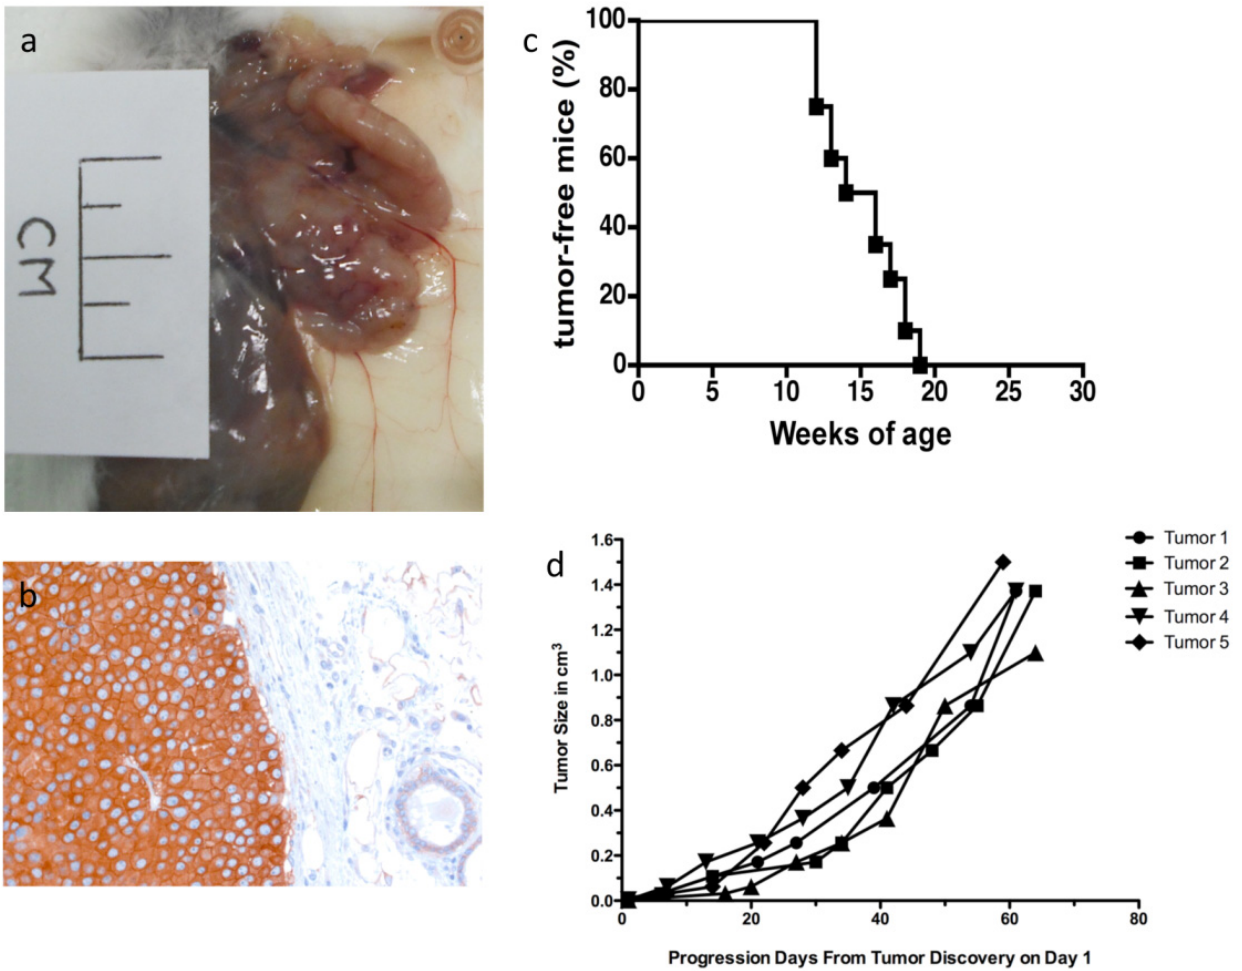 a
CM
b
c
tumor-free mice (%)
100
80
60
40
20
0
0 5 10 15 20 25 30
Weeks of age
d
Tumor Size in cm3
1.6
1.4
1.2
1.0
0.8
0.6
0.4
0.2
0.0
0 20 40 60 80
Progression Days From Tumor Discovery on Day 1
Tumor 1
Tumor 2
Tumor 3
Tumor 4
Tumor 5